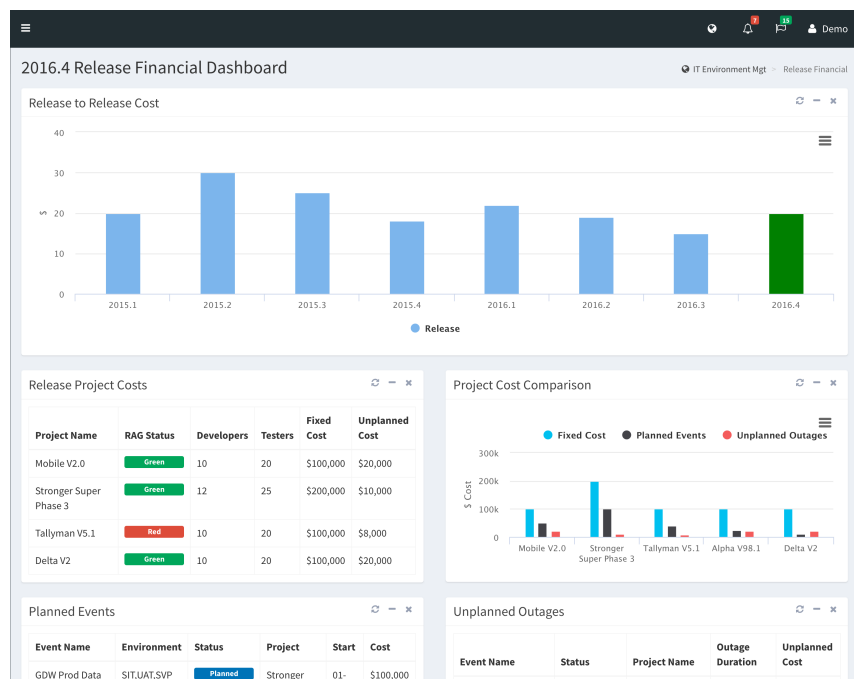 7
15
Demo
2016.4 Release Financial Dashboard
IT Environment Mgt > Release Financial
Release to Release Cost
40
30
20
10
0
$
2015.1 2015.2 2015.3 2015.4 2016.1 2016.2 2016.3 2016.4
Release
Release Project Costs
Project Name RAG Status Developers Testers Fixed Cost Unplanned Cost
Mobile V2.0 Green 10 20 $100,000 $20,000
Stronger Super Phase 3 Green 12 25 $200,000 $10,000
Tallyman V5.1 Red 10 20 $100,000 $8,000
Delta V2 Green 10 20 $100,000 $20,000
Project Cost Comparison
Fixed Cost Planned Events Unplanned Outages
300k
200k
100k
0
$ Cost
Mobile V2.0 Stronger Super Phase 3 Tallyman V5.1 Alpha V98.1 Delta V2
Planned Events
Event Name Environment Status Project Start Cost
GDW Prod Data SIT,UAT,SVP Planned Stronger 01- $100,000
Unplanned Outages
Event Name Status Project Name Outage Duration Unplanned Cost